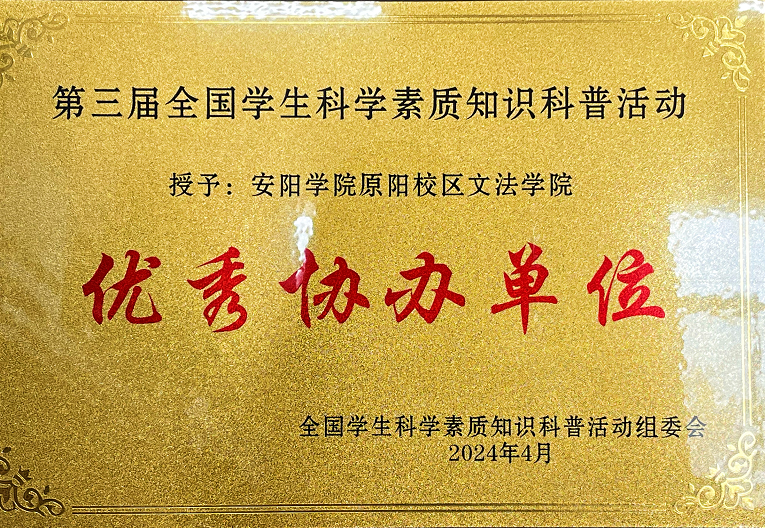 第三届全国学生科学素质知识科普活动
授予：安阳学院原阳校区文法学院
优秀协办单位
全国学生科学素质知识科普活动组委会
2024年4月